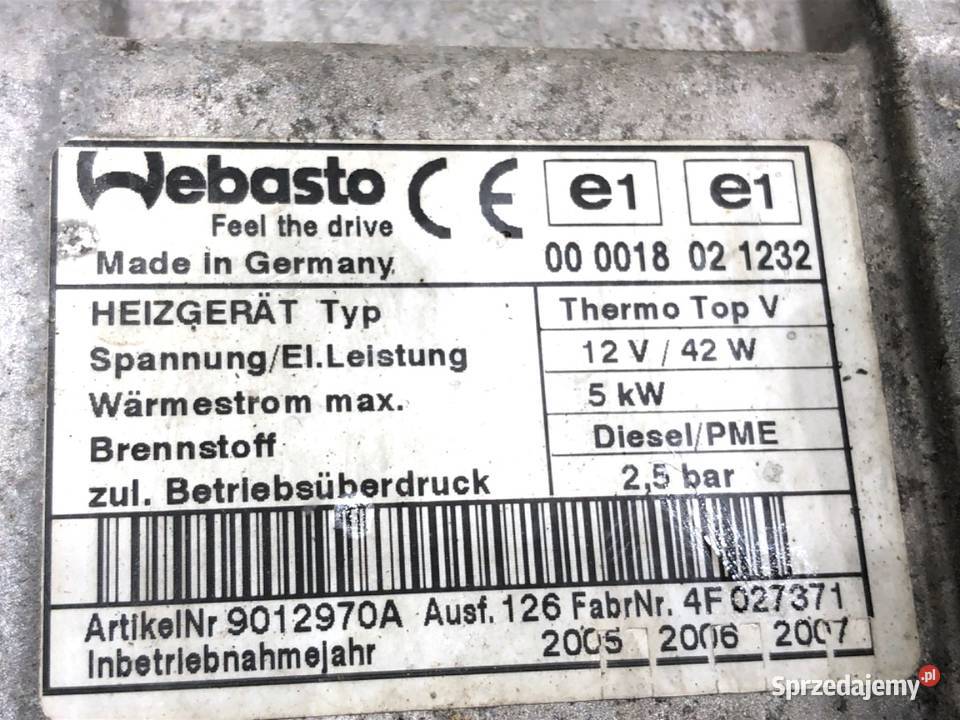 Webasto CE e1 e1
Feel the drive
Made in Germany 00 0018 02 1232
HEIZGERÄT Typ Thermo Top V
Spannung/El.Leistung 12 V / 42 W
Wärmestrom max. 5 kW
Brennstoff Diesel/PME
zul. Betriebsüberdruck 2,5 bar
ArtikelNr 9012970A Ausf. 126 FabrNr. 4F 027371
Inbetriebnahmejahr 2005 2006 2007
Sprzedajemy.pl